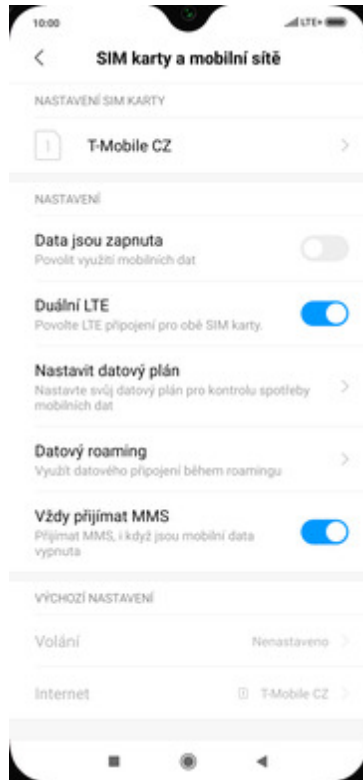 10:00
LTE+
SIM karty a mobilní sítě
NASTAVENÍ SIM KARTY
1
T-Mobile CZ
NASTAVENÍ
Data jsou zapnuta
Povolit využití mobilních dat
Duální LTE
Povolte LTE připojení pro obě SIM karty.
Nastavit datový plán
Nastavte svůj datový plán pro kontrolu spotřeby
mobilních dat
Datový roaming
Využít datového připojení během roamingu
Vždy přijímat MMS
Přijímat MMS, i když jsou mobilní data
vypnuta
VÝCHOZÍ NASTAVENÍ
Volání Nenastaveno
Internet 1 T-Mobile CZ